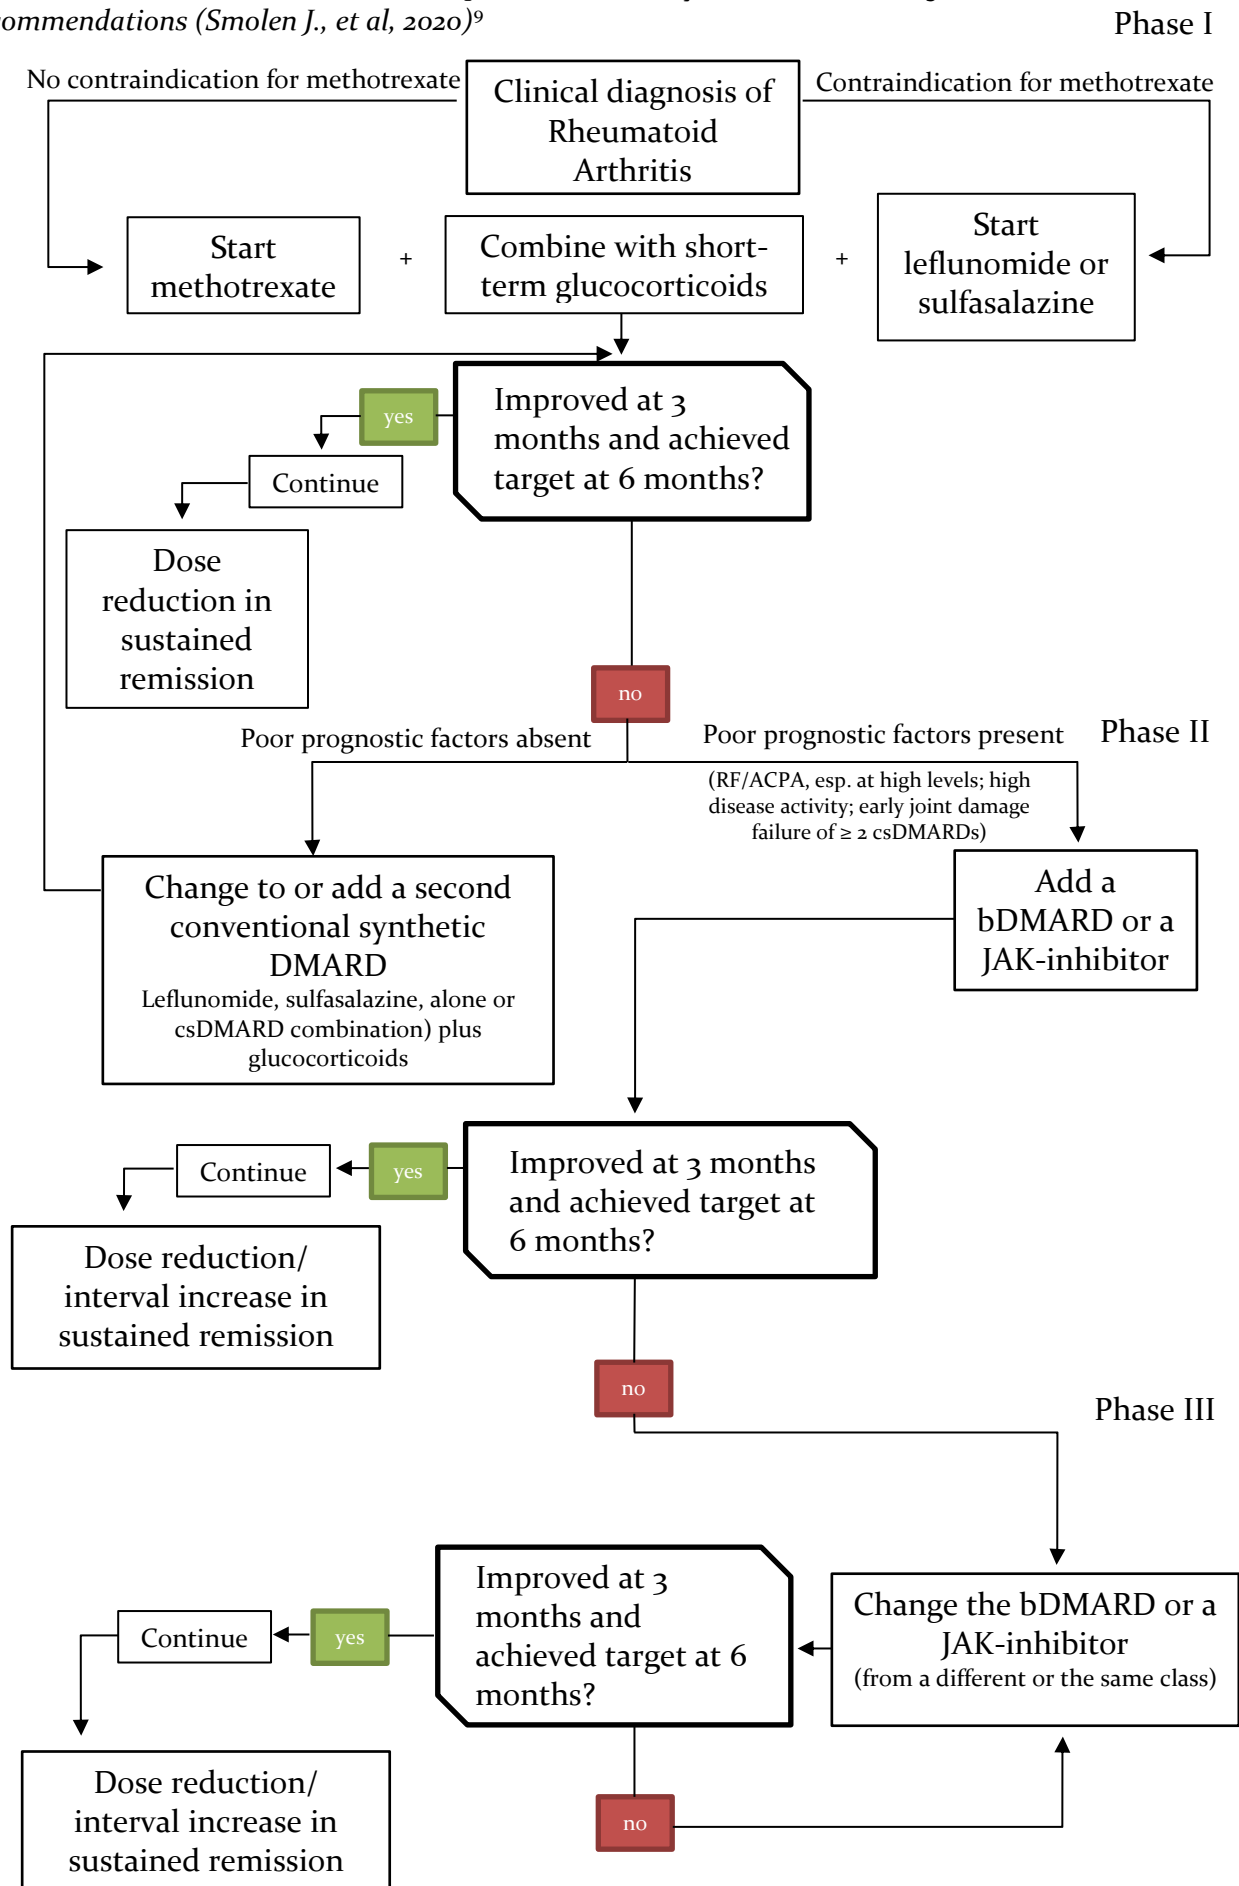 commendations (Smolen J., et al, 2020)⁹
Phase I
No contraindication for methotrexate
Clinical diagnosis of
Rheumatoid
Arthritis
Contraindication for methotrexate
Start
methotrexate
+
Combine with short-
term glucocorticoids
+
Start
leflunomide or
sulfasalazine
Improved at 3
months and achieved
target at 6 months?
yes
Continue
Dose
reduction in
sustained
remission
no
Phase II
Poor prognostic factors absent
Poor prognostic factors present
(RF/ACPA, esp. at high levels; high
disease activity; early joint damage
failure of ≥ 2 csDMARDs)
Change to or add a second
conventional synthetic
DMARD
Leflunomide, sulfasalazine, alone or
csDMARD combination) plus
glucocorticoids
Add a
bDMARD or a
JAK-inhibitor
Improved at 3 months
and achieved target at
6 months?
yes
Continue
Dose reduction/
interval increase in
sustained remission
no
Phase III
Change the bDMARD or a
JAK-inhibitor
(from a different or the same class)
Improved at 3
months and
achieved target at 6
months?
yes
Continue
Dose reduction/
interval increase in
sustained remission
no